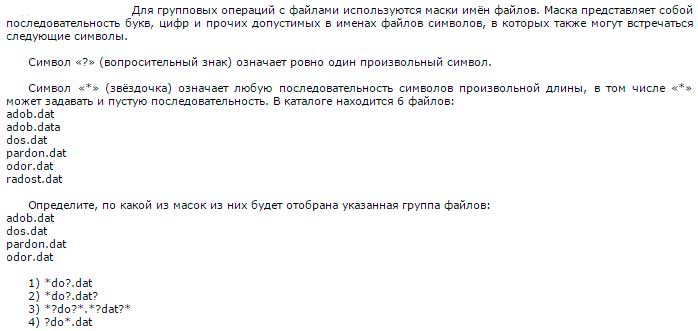 Для групповых операций с файлами используются маски имён файлов. Маска представляет собой
последовательность букв, цифр и прочих допустимых в именах файлов символов, в которых также могут встречаться
следующие символы.
Символ «?» (вопросительный знак) означает ровно один произвольный символ.
Символ «*» (звёздочка) означает любую последовательность символов произвольной длины, в том числе «*»
может задавать и пустую последовательность. В каталоге находится 6 файлов:
adob.dat
adob.data
dos.dat
pardon.dat
odor.dat
radost.dat
Определите, по какой из масок из них будет отобрана указанная группа файлов:
adob.dat
dos.dat
pardon.dat
odor.dat
1) *do?.dat
2) *do?.dat?
3) *?do?*.*?dat?*
4) ?do*.dat